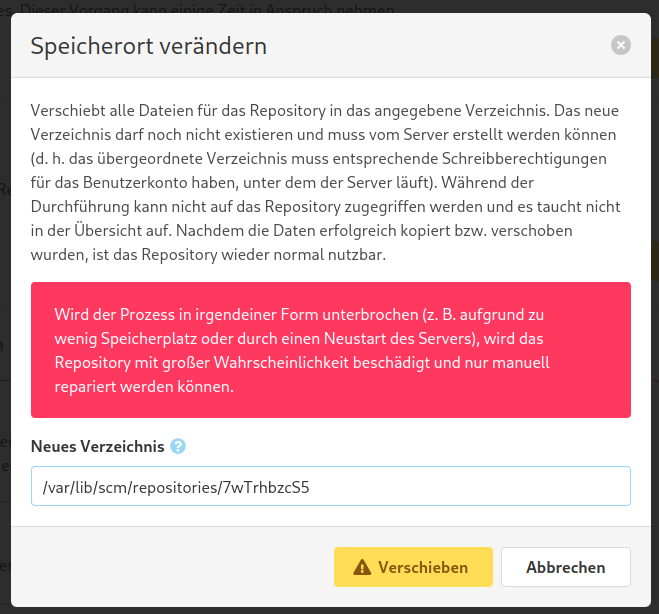 es. Dieser Vorgang kann einige Zeit in Anspruch nehmen.
Speicherort verändern
Verschiebt alle Dateien für das Repository in das angegebene Verzeichnis. Das neue
Verzeichnis darf noch nicht existieren und muss vom Server erstellt werden können
(d. h. das übergeordnete Verzeichnis muss entsprechende Schreibberechtigungen
für das Benutzerkonto haben, unter dem der Server läuft). Während der
Durchführung kann nicht auf das Repository zugegriffen werden und es taucht nicht
in der Übersicht auf. Nachdem die Daten erfolgreich kopiert bzw. verschoben
wurden, ist das Repository wieder normal nutzbar.
Wird der Prozess in irgendeiner Form unterbrochen (z. B. aufgrund zu
wenig Speicherplatz oder durch einen Neustart des Servers), wird das
Repository mit großer Wahrscheinlichkeit beschädigt und nur manuell
repariert werden können.
Neues Verzeichnis
/var/lib/scm/repositories/7wTrhbzcS5
Verschieben
Abbrechen